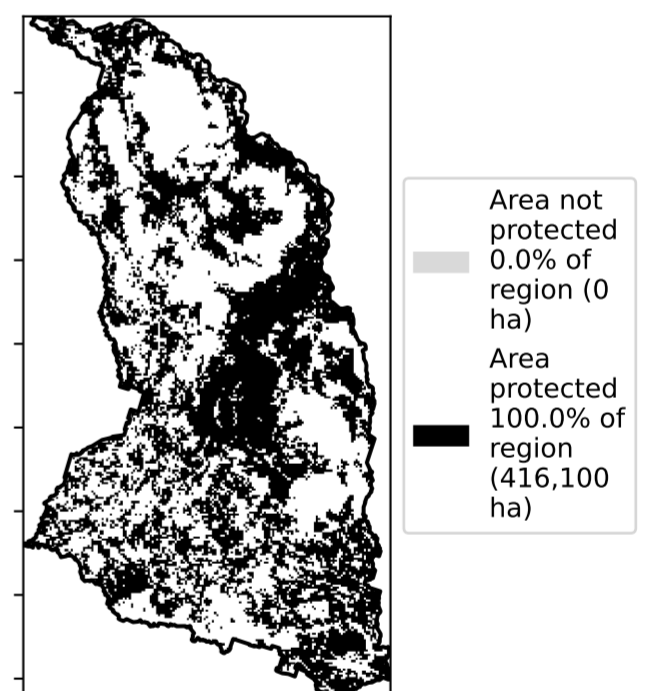 Area not
protected
0.0% of
region (0
ha)
Area
protected
100.0% of
region
(416,100
ha)